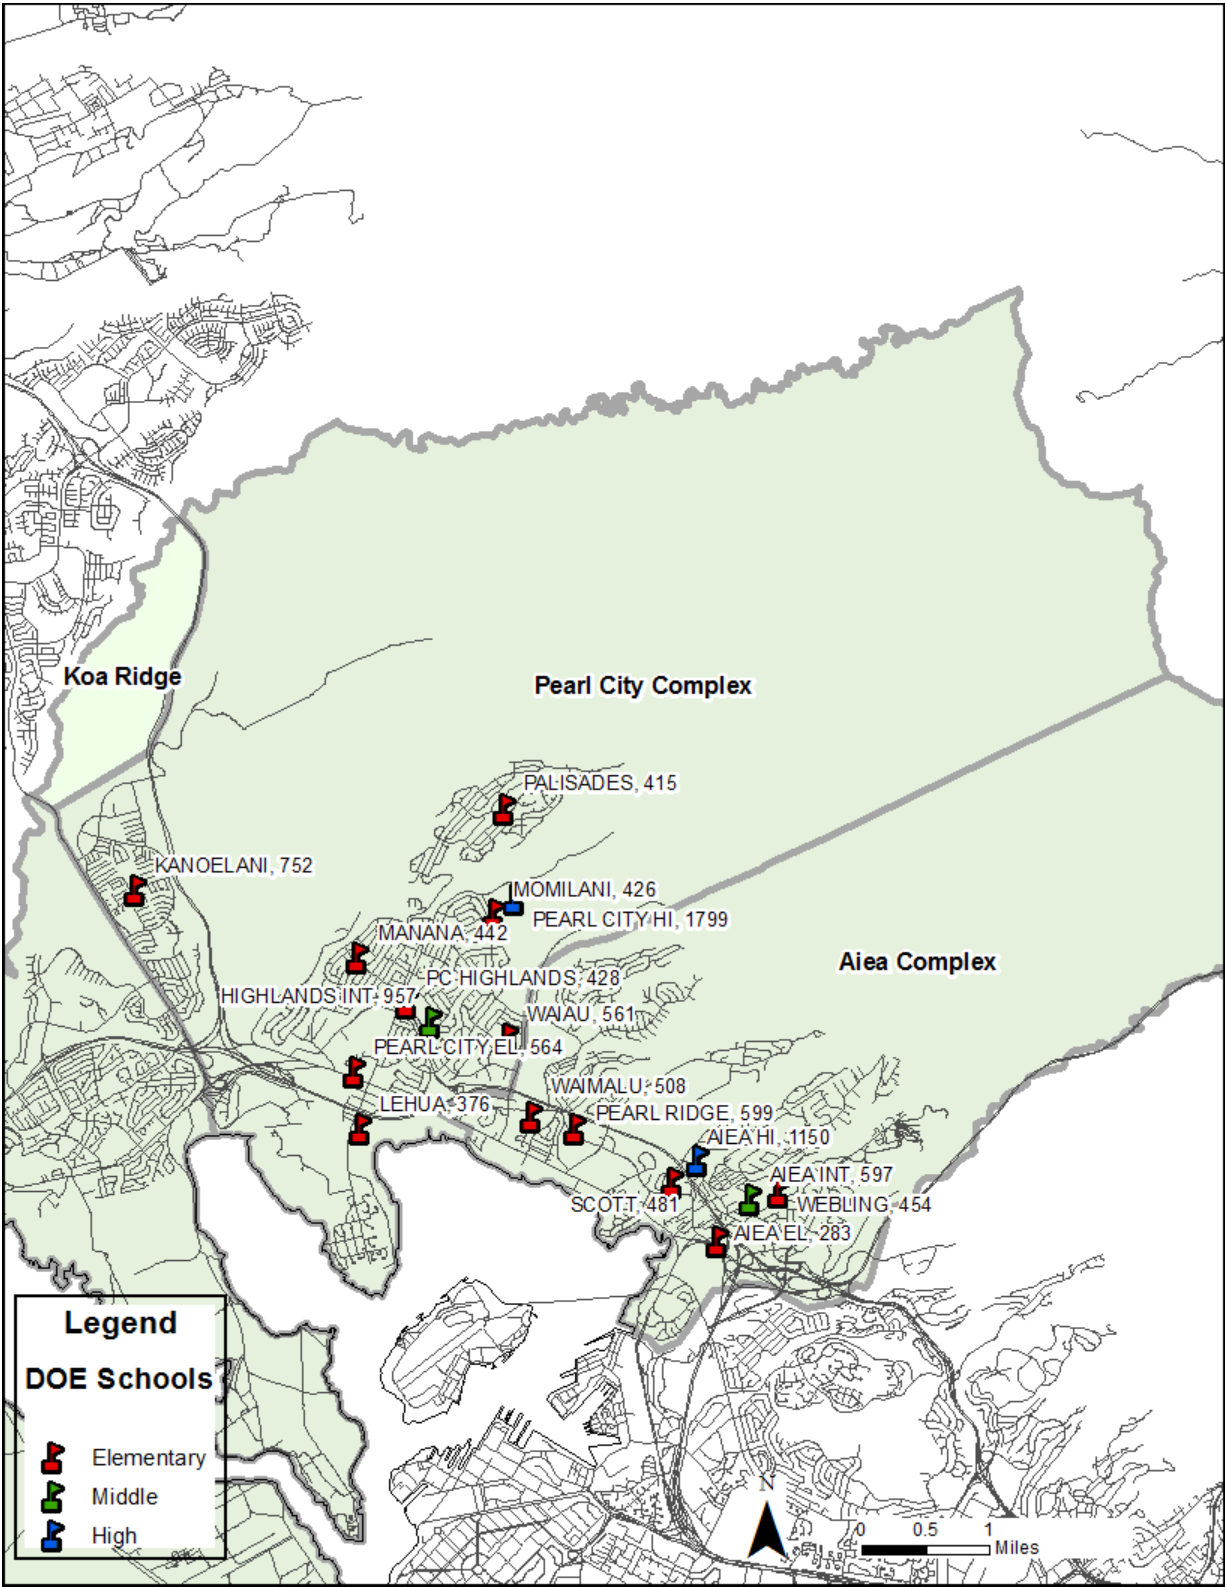 Koa Ridge
Pearl City Complex
PALISADES, 415
KANOELANI, 752
MOMILANI, 426
PEARL CITY HI, 1799
MANANA, 442
Aiea Complex
PC HIGHLANDS, 428
HIGHLANDS INT, 957
WAIAU, 561
PEARL CITY EL, 564
WAIMALU, 508
LEHUA, 376
PEARL RIDGE, 599
AIEA HI, 1150
AIEA INT, 597
SCOTT, 481
WEBLING, 454
AIEA EL, 283
Legend
DOE Schools
Elementary
Middle
High
N
0 0.5 1
Miles